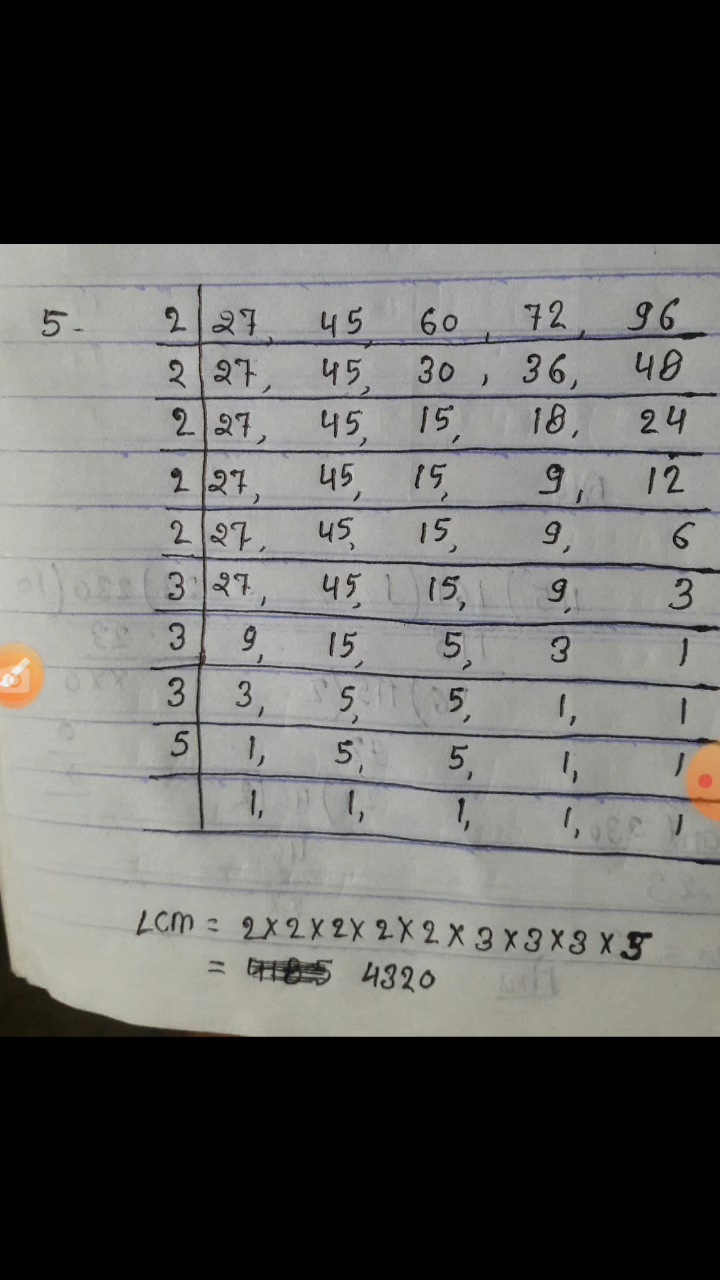 5- 2 | 27, 45, 60, 72, 96
2 | 27, 45, 30, 36, 48
2 | 27, 45, 15, 18, 24
2 | 27, 45, 15, 9, 12
2 | 27, 45, 15, 9, 6
3 | 27, 45, 15, 9, 3
3 | 9, 15, 5, 3 1
3 | 3, 5, 5, 1, 1
5 | 1, 5, 5, 1, 1
1, 1, 1, 1, 1
LCM = 2×2×2×2×2×3×3×3×5
= 4320